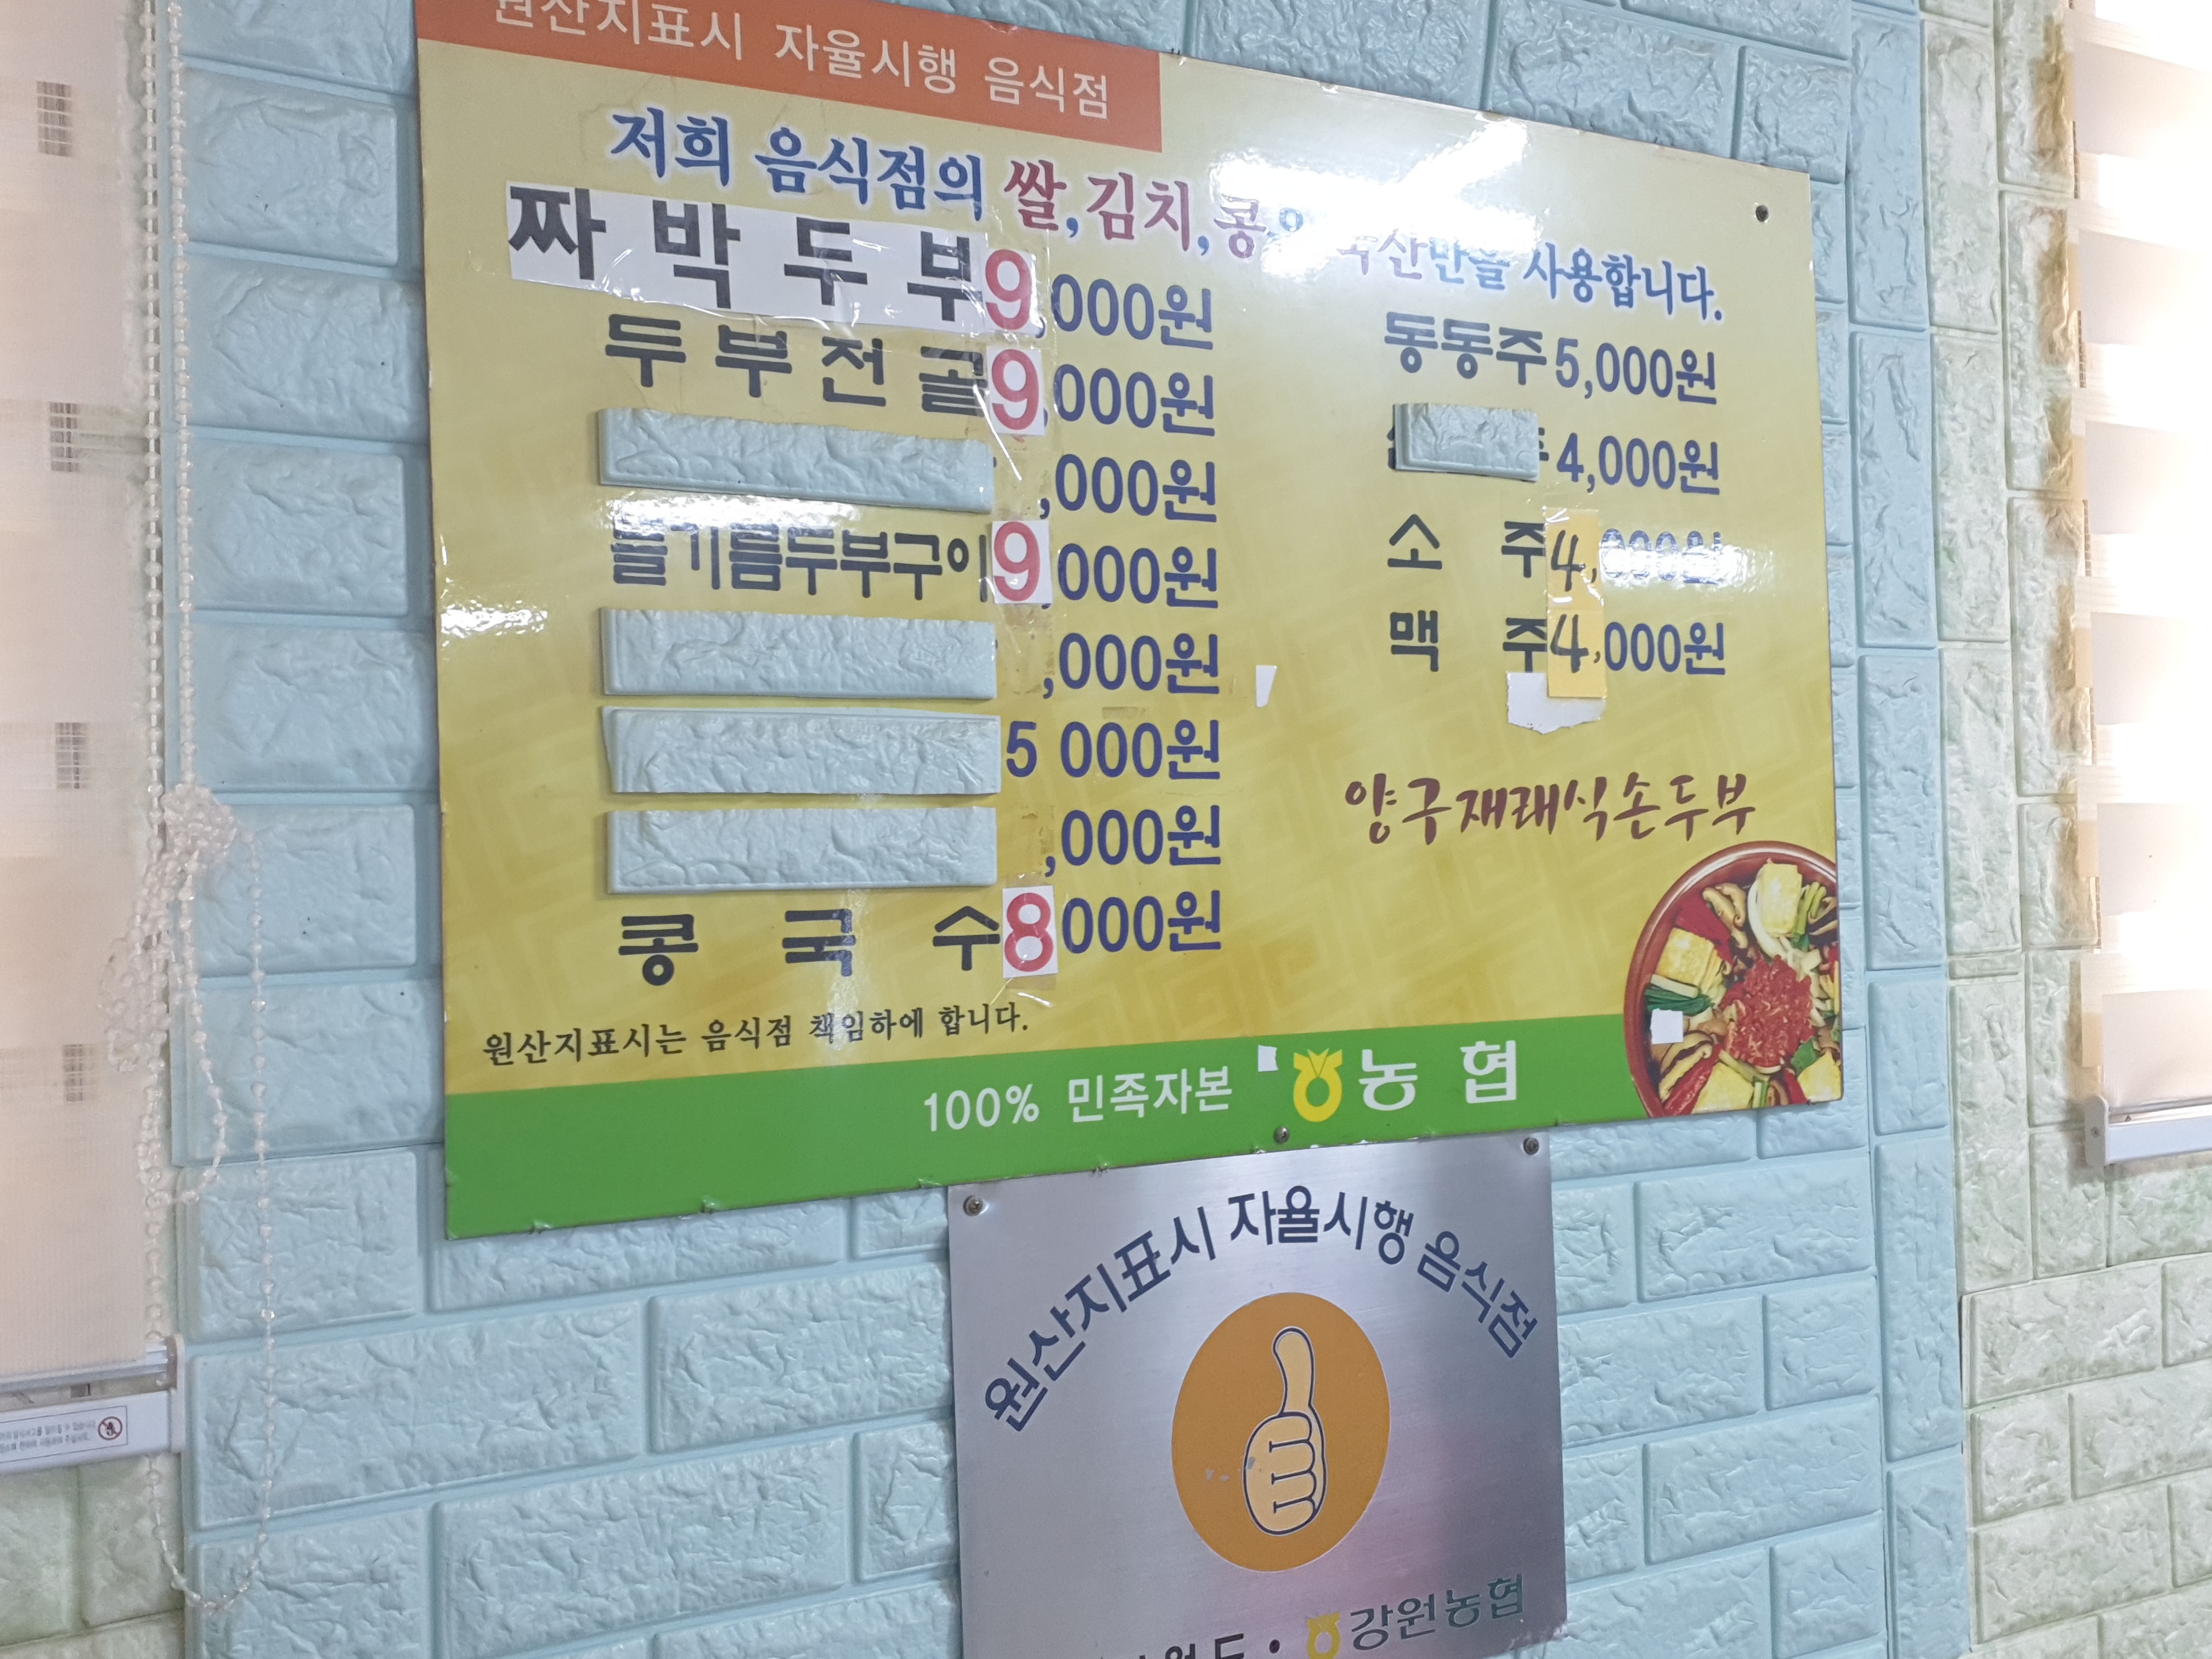 원산지표시 자율시행 음식점
저희 음식점의 쌀,김치,콩은 국산만을 사용합니다.
짜박두부 9,000원
두부전골 9,000원
,000원
들기름두부구이 9,000원
,000원
5 000원
,000원
콩국수 8 000원
동동주 5,000원
4,000원
소주 4,000원
맥주 4,000원
양구재래식손두부
원산지표시는 음식점 책임하에 합니다.
100% 민족자본 농협
원산지표시 자율시행 음식점
강원농협